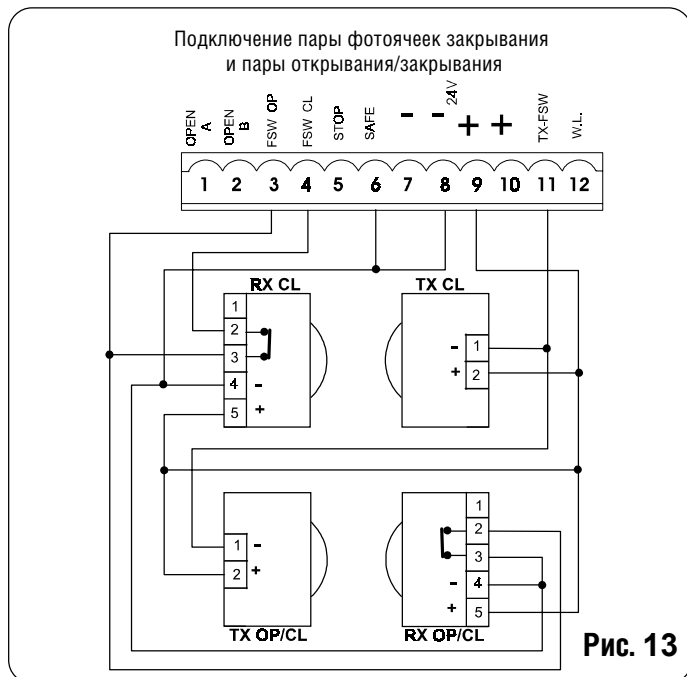 Подключение пары фотоячеек закрывания
и пары открывания/закрывания
OPEN A
OPEN B
FSW OP
FSW CL
STOP
SAFE
-
-
24V
+
+
TX-FSW
W.L.
1 2 3 4 5 6 7 8 9 10 11 12
RX CL
1
2
3
4 -
5 +
TX CL
- 1
+ 2
1 -
2 +
TX OP/CL
1
2
3
- 4
+ 5
RX OP/CL
Рис. 13